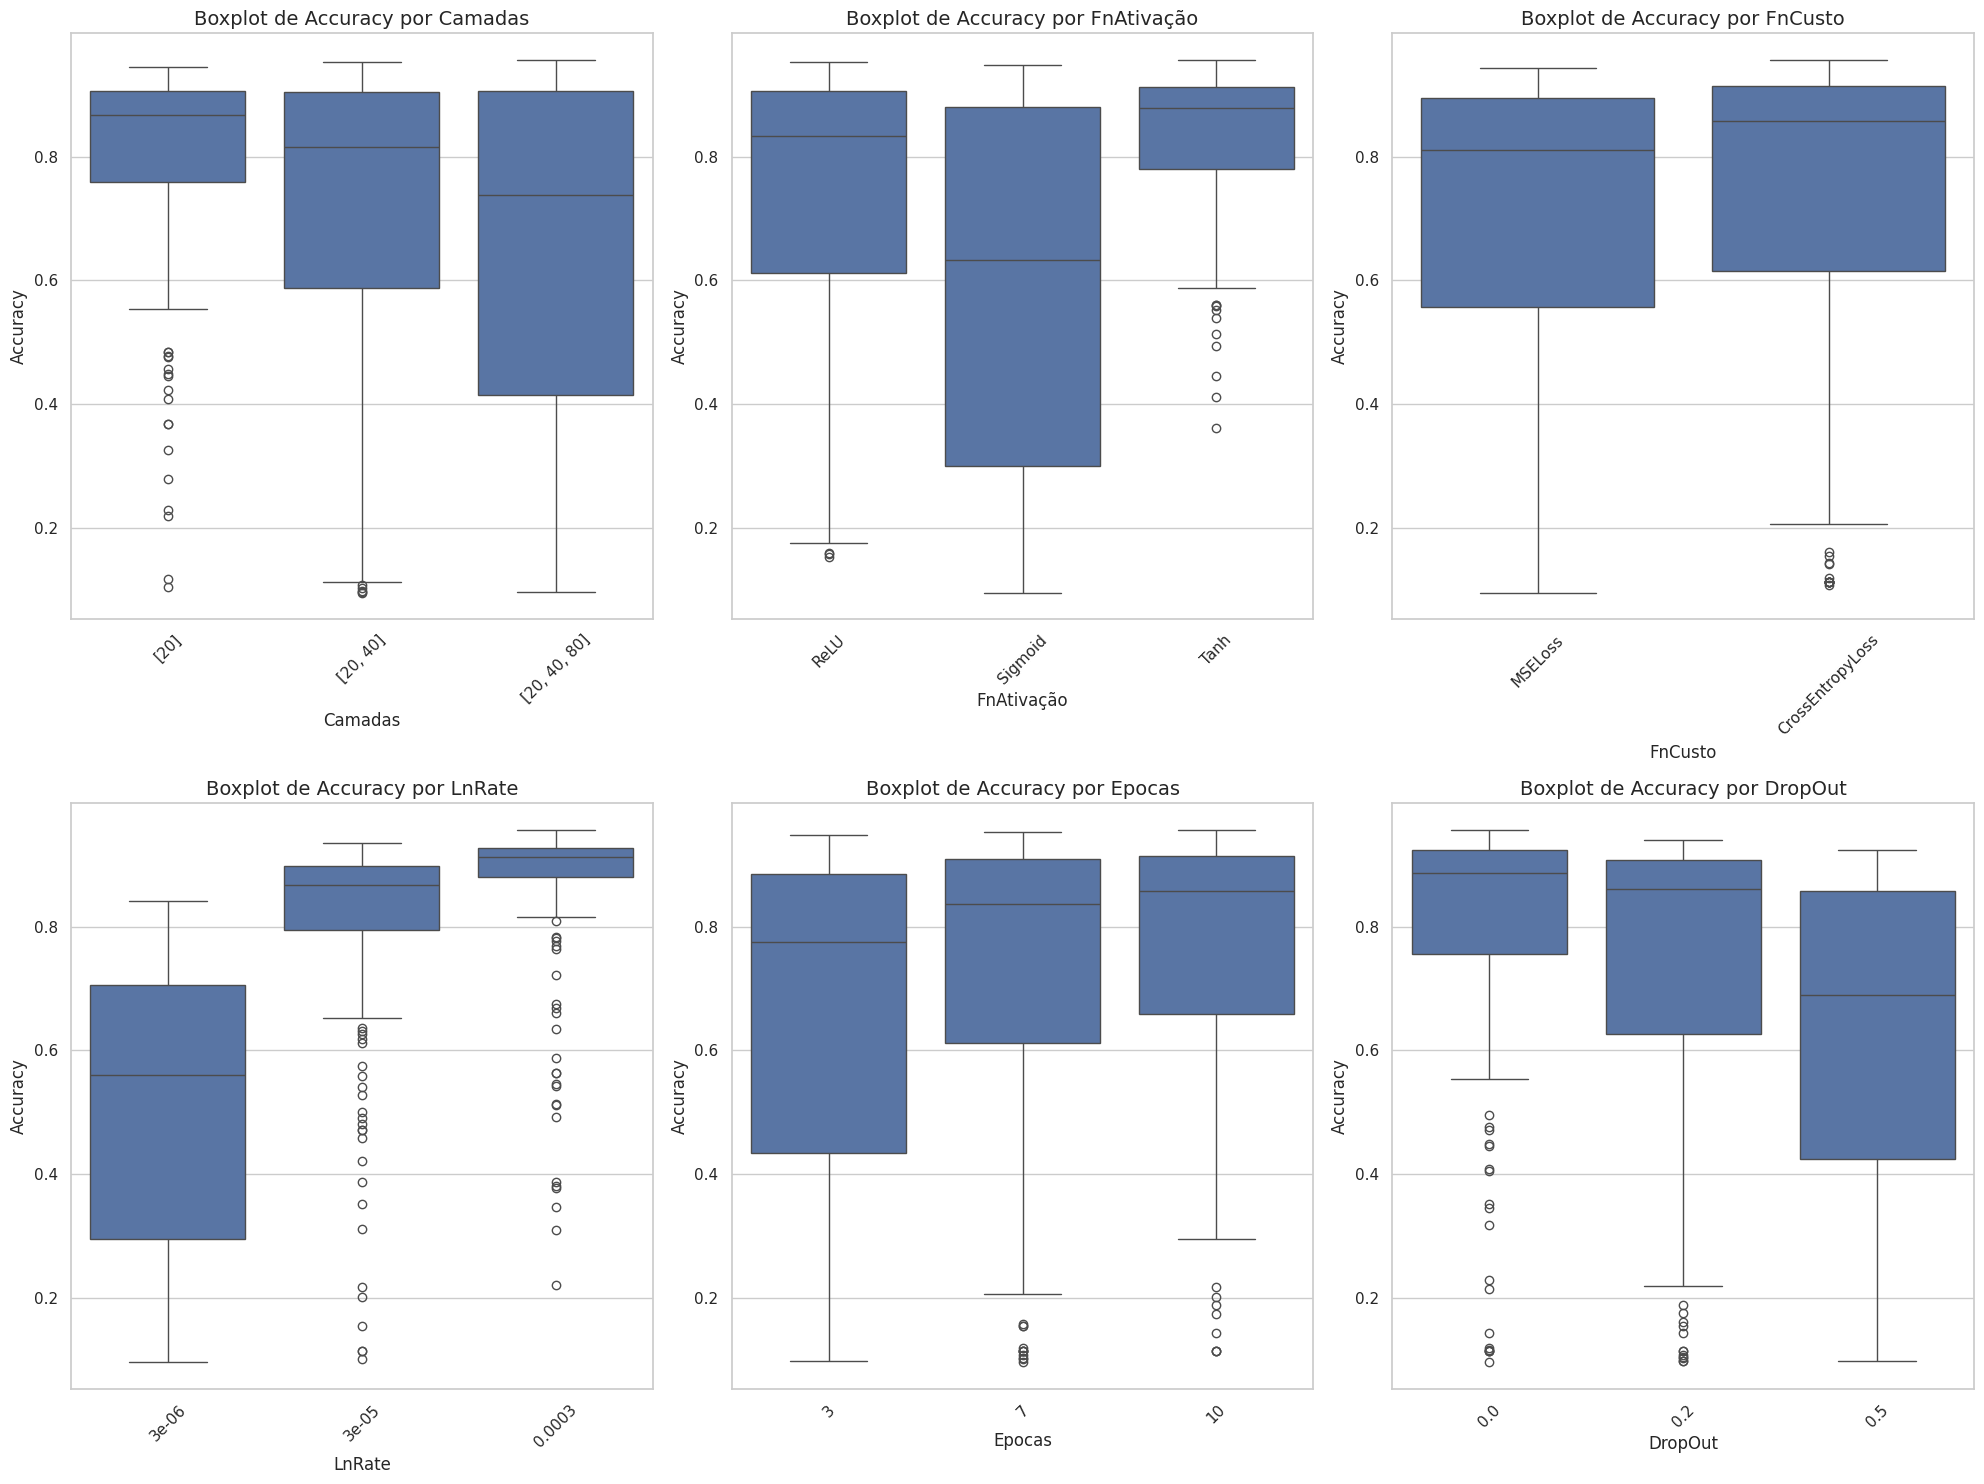 Boxplot de Accuracy por Camadas
Accuracy
0.8
0.6
0.4
0.2
[20]
[20, 40]
[20, 40, 80]
Camadas
Boxplot de Accuracy por FnAtivação
Accuracy
0.8
0.6
0.4
0.2
ReLU
Sigmoid
Tanh
FnAtivação
Boxplot de Accuracy por FnCusto
Accuracy
0.8
0.6
0.4
0.2
MSELoss
CrossEntropyLoss
FnCusto
Boxplot de Accuracy por LnRate
Accuracy
0.8
0.6
0.4
0.2
3e-06
3e-05
0.0003
LnRate
Boxplot de Accuracy por Epocas
Accuracy
0.8
0.6
0.4
0.2
3
7
10
Epocas
Boxplot de Accuracy por DropOut
Accuracy
0.8
0.6
0.4
0.2
0.0
0.2
0.5
DropOut